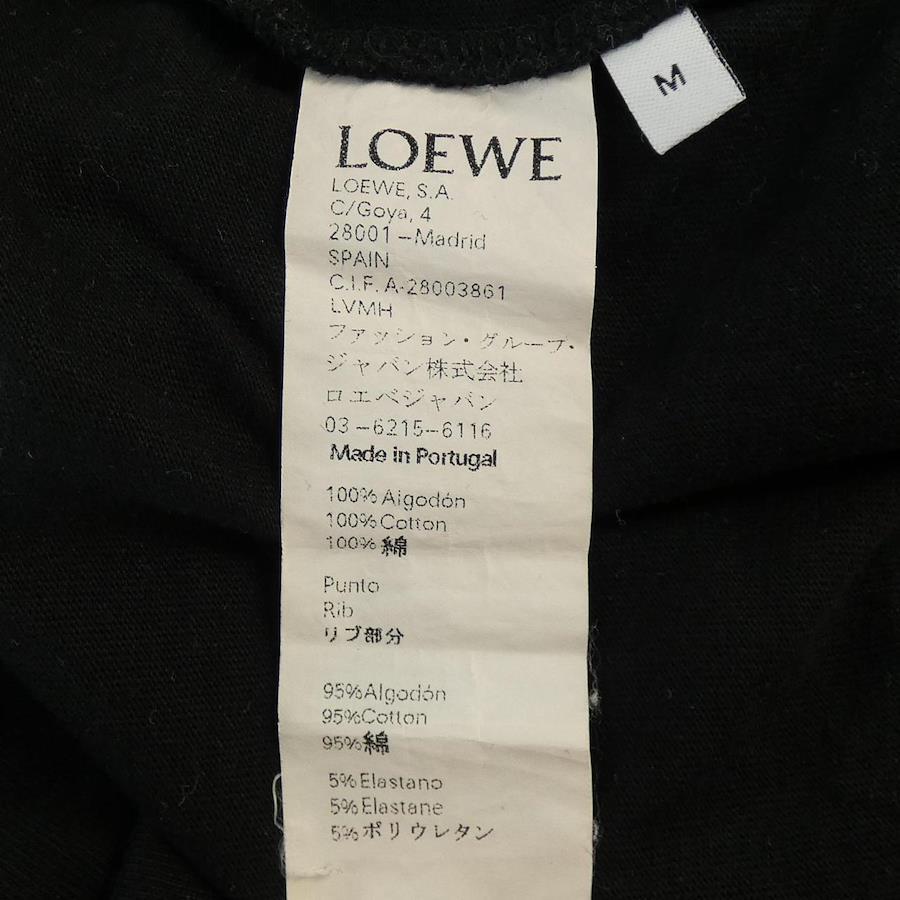 M
LOEWE
LOEWE, S.A.
C/Goya, 4
28001-Madrid
SPAIN
C.I.F. A-28003861
LVMH
ファッション・グループ・
ジャパン株式会社
ロエベジャパン
03-6215-6116
Made in Portugal
100% Algodón
100% Cotton
100% 綿
Punto
Rib
リブ部分
95% Algodón
95% Cotton
95% 綿
5% Elastano
5% Elastane
5% ポリウレタン